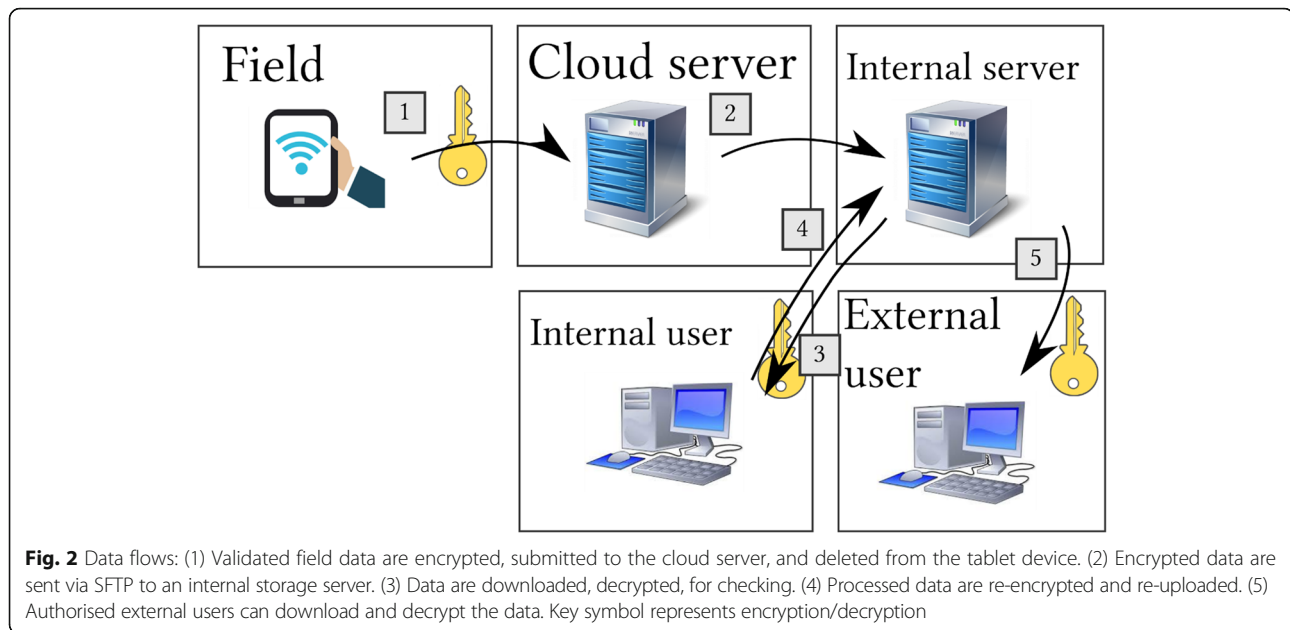 Field
Cloud server
Internal server
1
2
4
5
Internal user
3
External
user
Fig. 2 Data flows: (1) Validated field data are encrypted, submitted to the cloud server, and deleted from the tablet device. (2) Encrypted data are
sent via SFTP to an internal storage server. (3) Data are downloaded, decrypted, for checking. (4) Processed data are re-encrypted and re-uploaded. (5)
Authorised external users can download and decrypt the data. Key symbol represents encryption/decryption